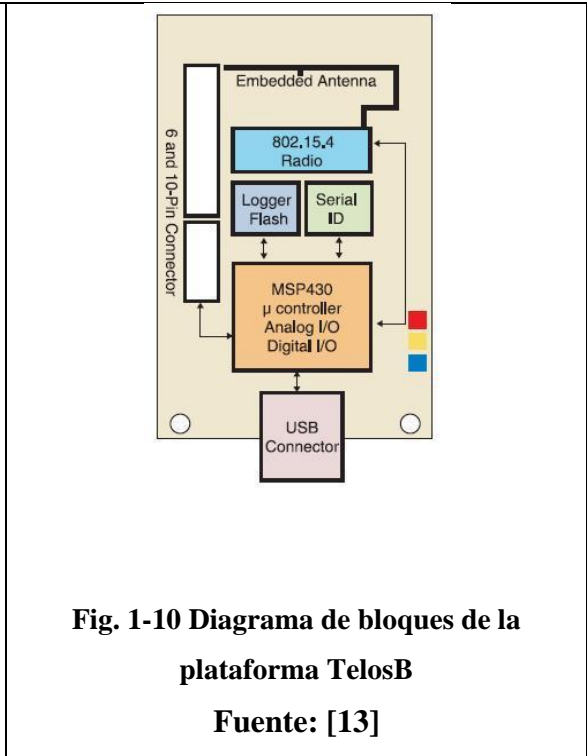 Embedded Antenna
6 and 10-Pin Connector
802.15.4
Radio
Logger
Flash
Serial
ID
MSP430
µ controller
Analog I/O
Digital I/O
USB
Connector
Fig. 1-10 Diagrama de bloques de la
plataforma TelosB
Fuente: [13]